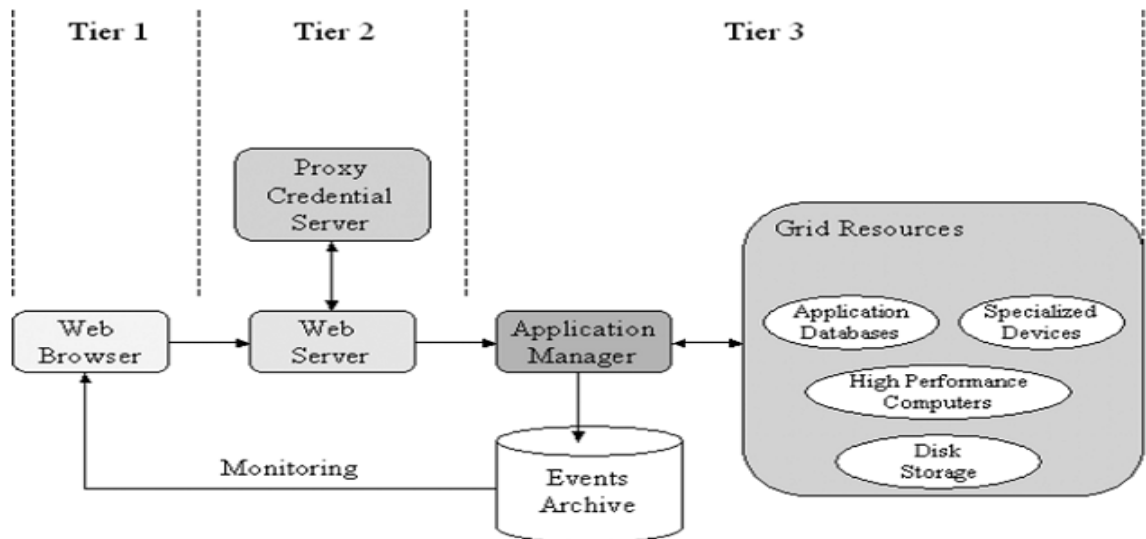 Tier 1
Tier 2
Tier 3
Proxy
Credential
Server
Grid Resources
Web
Browser
Web
Server
Application
Manager
Application
Databases
Specialized
Devices
High Performance
Computers
Disk
Storage
Monitoring
Events
Archive